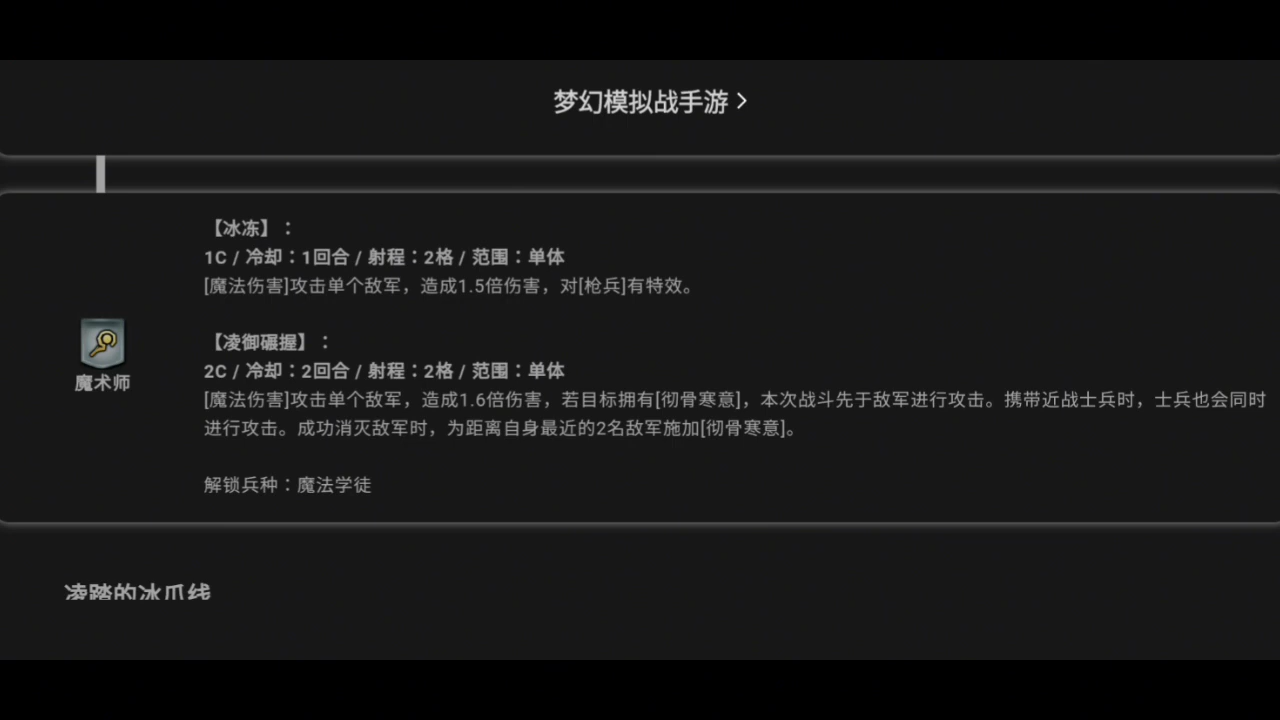 梦幻模拟战手游 >
【冰冻】：
1C / 冷却：1回合 / 射程：2格 / 范围：单体
[魔法伤害]攻击单个敌军，造成1.5倍伤害，对[枪兵]有特效。
【凌御碾握】：
2C / 冷却：2回合 / 射程：2格 / 范围：单体
魔术师
[魔法伤害]攻击单个敌军，造成1.6倍伤害，若目标拥有[彻骨寒意]，本次战斗先于敌军进行攻击。携带近战士兵时，士兵也会同时
进行攻击。成功消灭敌军时，为距离自身最近的2名敌军施加[彻骨寒意]。
解锁兵种：魔法学徒
凌踏的冰爪线